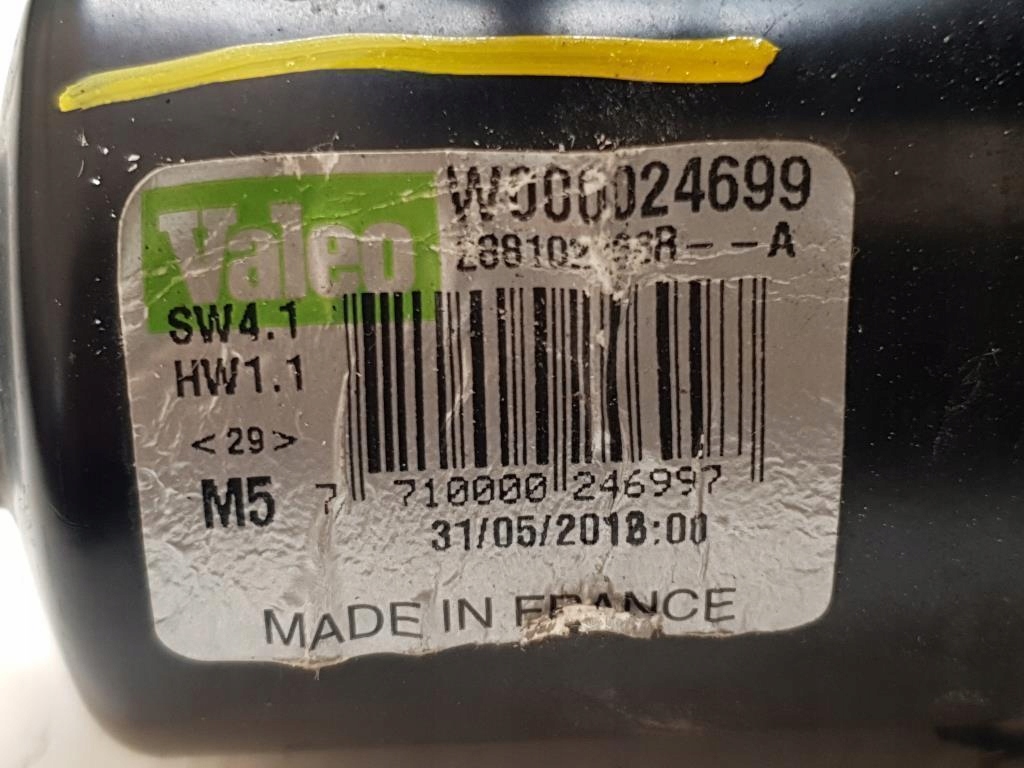 Valeo
W000024699
SW4.1
HW1.1
<29>
M5
7 710000 246997
31/05/2018:00
MADE IN FRANCE